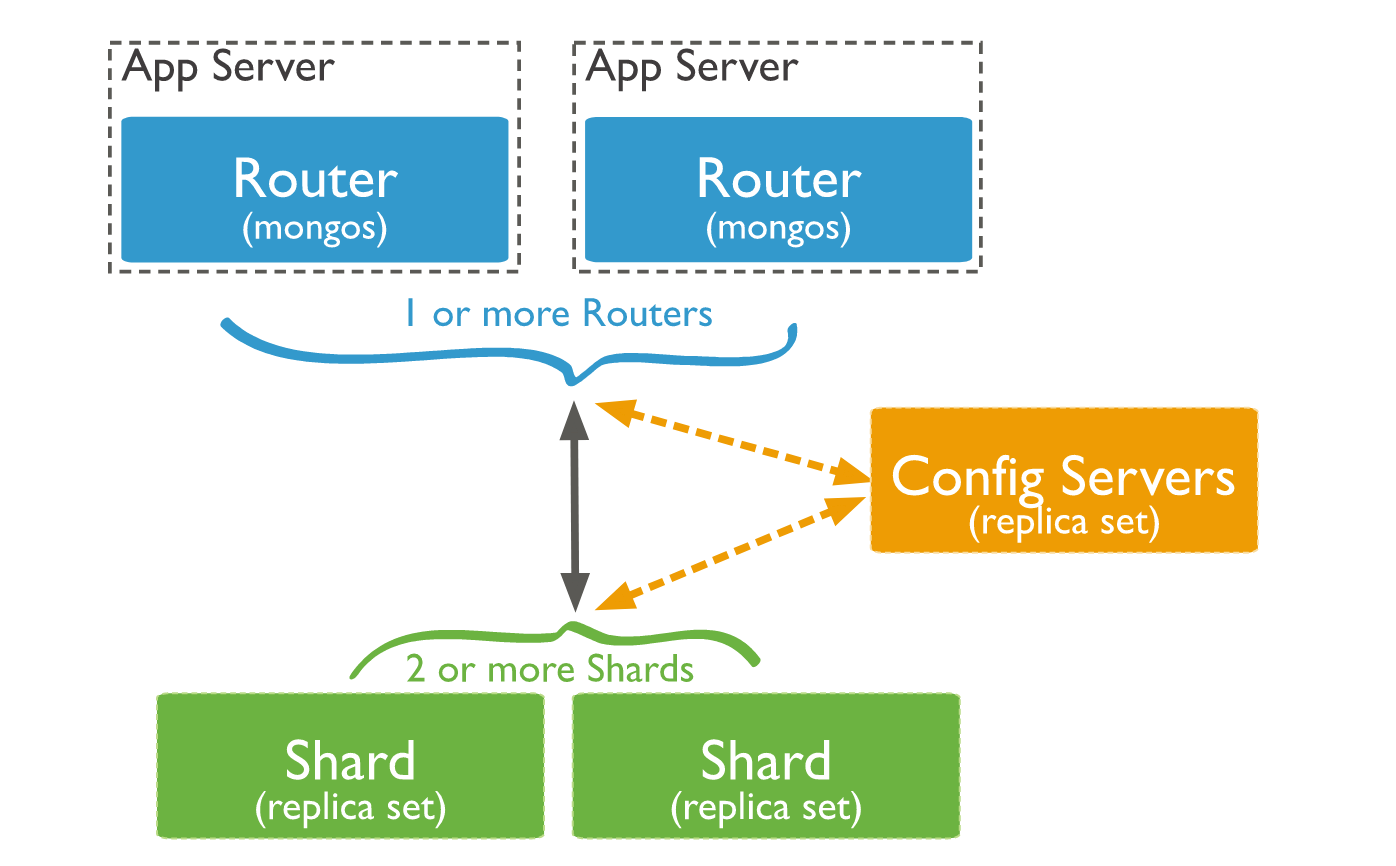 App Server
Router
(mongos)
App Server
Router
(mongos)
1 or more Routers
Config Servers
(replica set)
2 or more Shards
Shard
(replica set)
Shard
(replica set)